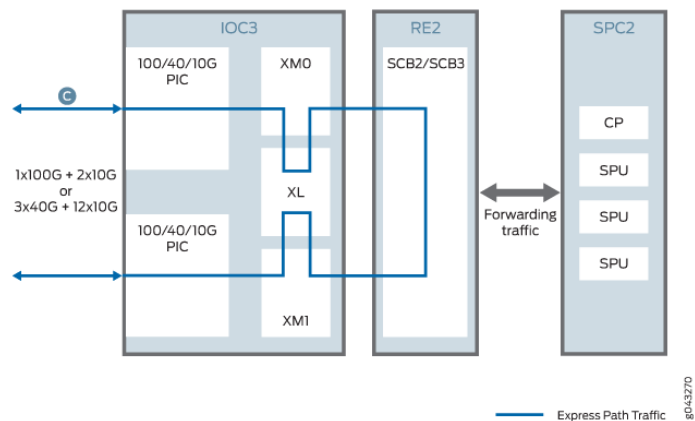 IOC3
RE2
SPC2
100/40/10G
PIC
XM0
SCB2/SCB3
C
CP
1x100G + 2x10G
or
3x40G + 12x10G
XL
SPU
Forwarding
traffic
SPU
100/40/10G
PIC
SPU
XM1
Express Path Traffic
g043270